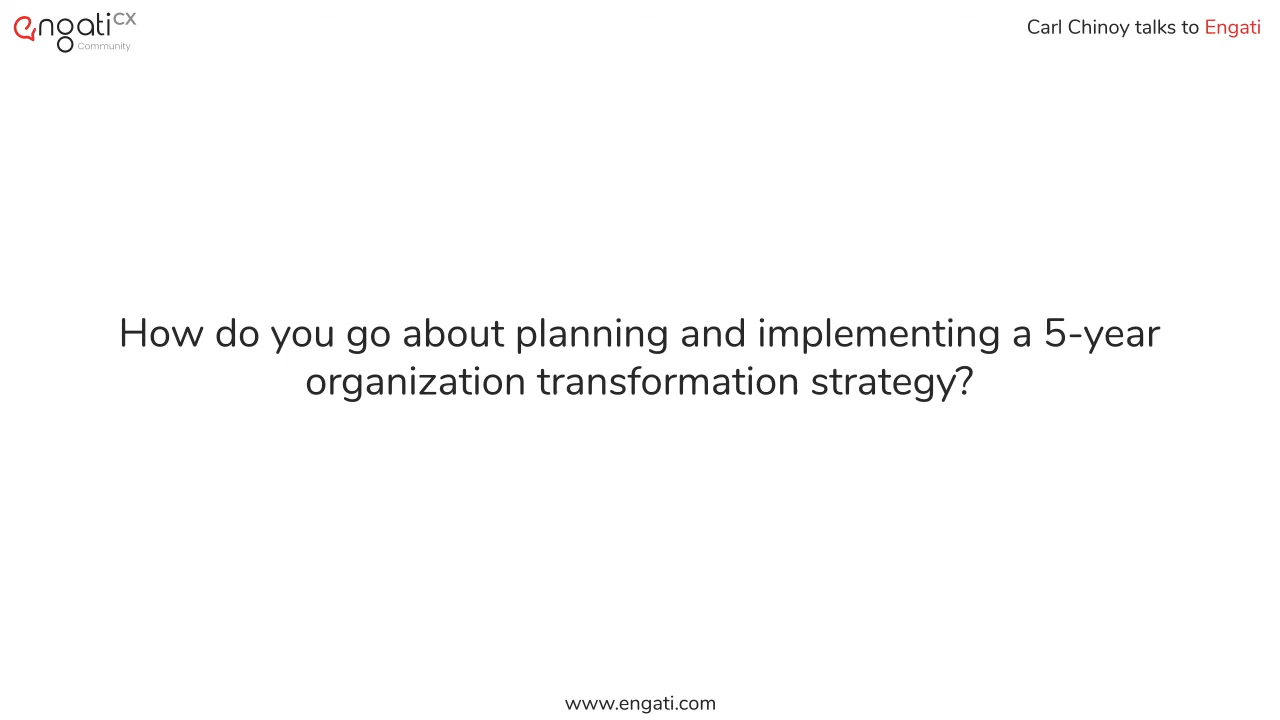 engati CX
Community
Carl Chinoy talks to Engati
How do you go about planning and implementing a 5-year
organization transformation strategy?
www.engati.com